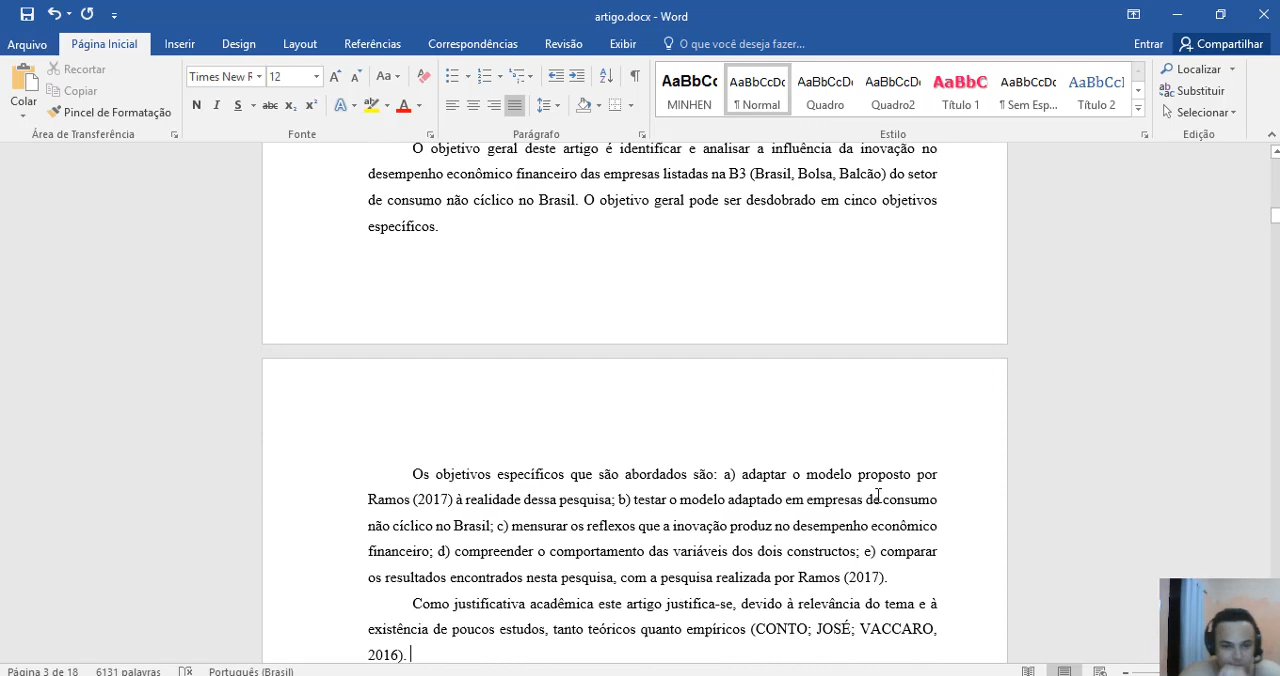 artigo.docx - Word
Arquivo Página Inicial Inserir Design Layout Referências Correspondências Revisão Exibir O que você deseja fazer... Entrar Compartilhar
Colar
Recortar
Copiar
Pincel de Formatação
Área de Transferência
Times New R 12 Aa
N I S abc x₂ x² A ab A
Fonte
Parágrafo
AaBbCc AaBbCcDc AaBbCcDc AaBbCcDc AaBbC AaBbCcDc AaBbCc
MINHEN ¶ Normal Quadro Quadro2 Título 1 ¶ Sem Esp... Título 2
Estilo
Localizar
Substituir
Selecionar
Edição
O objetivo geral deste artigo é identificar e analisar a influência da inovação no
desempenho econômico financeiro das empresas listadas na B3 (Brasil, Bolsa, Balcão) do setor
de consumo não cíclico no Brasil. O objetivo geral pode ser desdobrado em cinco objetivos
específicos.
Os objetivos específicos que são abordados são: a) adaptar o modelo proposto por
Ramos (2017) à realidade dessa pesquisa; b) testar o modelo adaptado em empresas de consumo
não cíclico no Brasil; c) mensurar os reflexos que a inovação produz no desempenho econômico
financeiro; d) compreender o comportamento das variáveis dos dois constructos; e) comparar
os resultados encontrados nesta pesquisa, com a pesquisa realizada por Ramos (2017).
Como justificativa acadêmica este artigo justifica-se, devido à relevância do tema e à
existência de poucos estudos, tanto teóricos quanto empíricos (CONTO; JOSÉ; VACCARO,
2016).
Página 3 de 18 6131 palavras Português (Brasil)